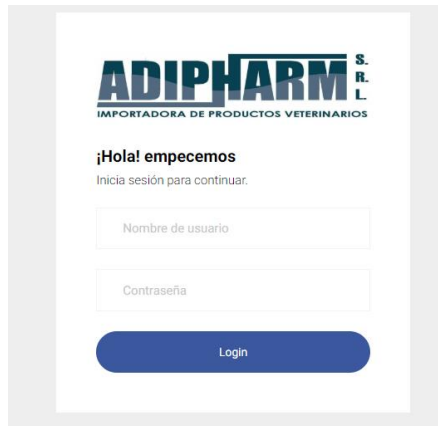 ADIPHARM S.R.L.
IMPORTADORA DE PRODUCTOS VETERINARIOS
¡Hola! empecemos
Inicia sesión para continuar.
Nombre de usuario
Contraseña
Login